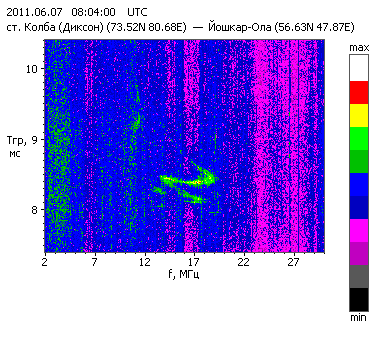 2011.06.07 08:04:00 UTC
ст. Колба (Диксон) (73.52N 80.68E) — Йошкар-Ола (56.63N 47.87E)
max
10
Tгр,
мс
9
8
2 7 12 17 22 27
f, МГц
min